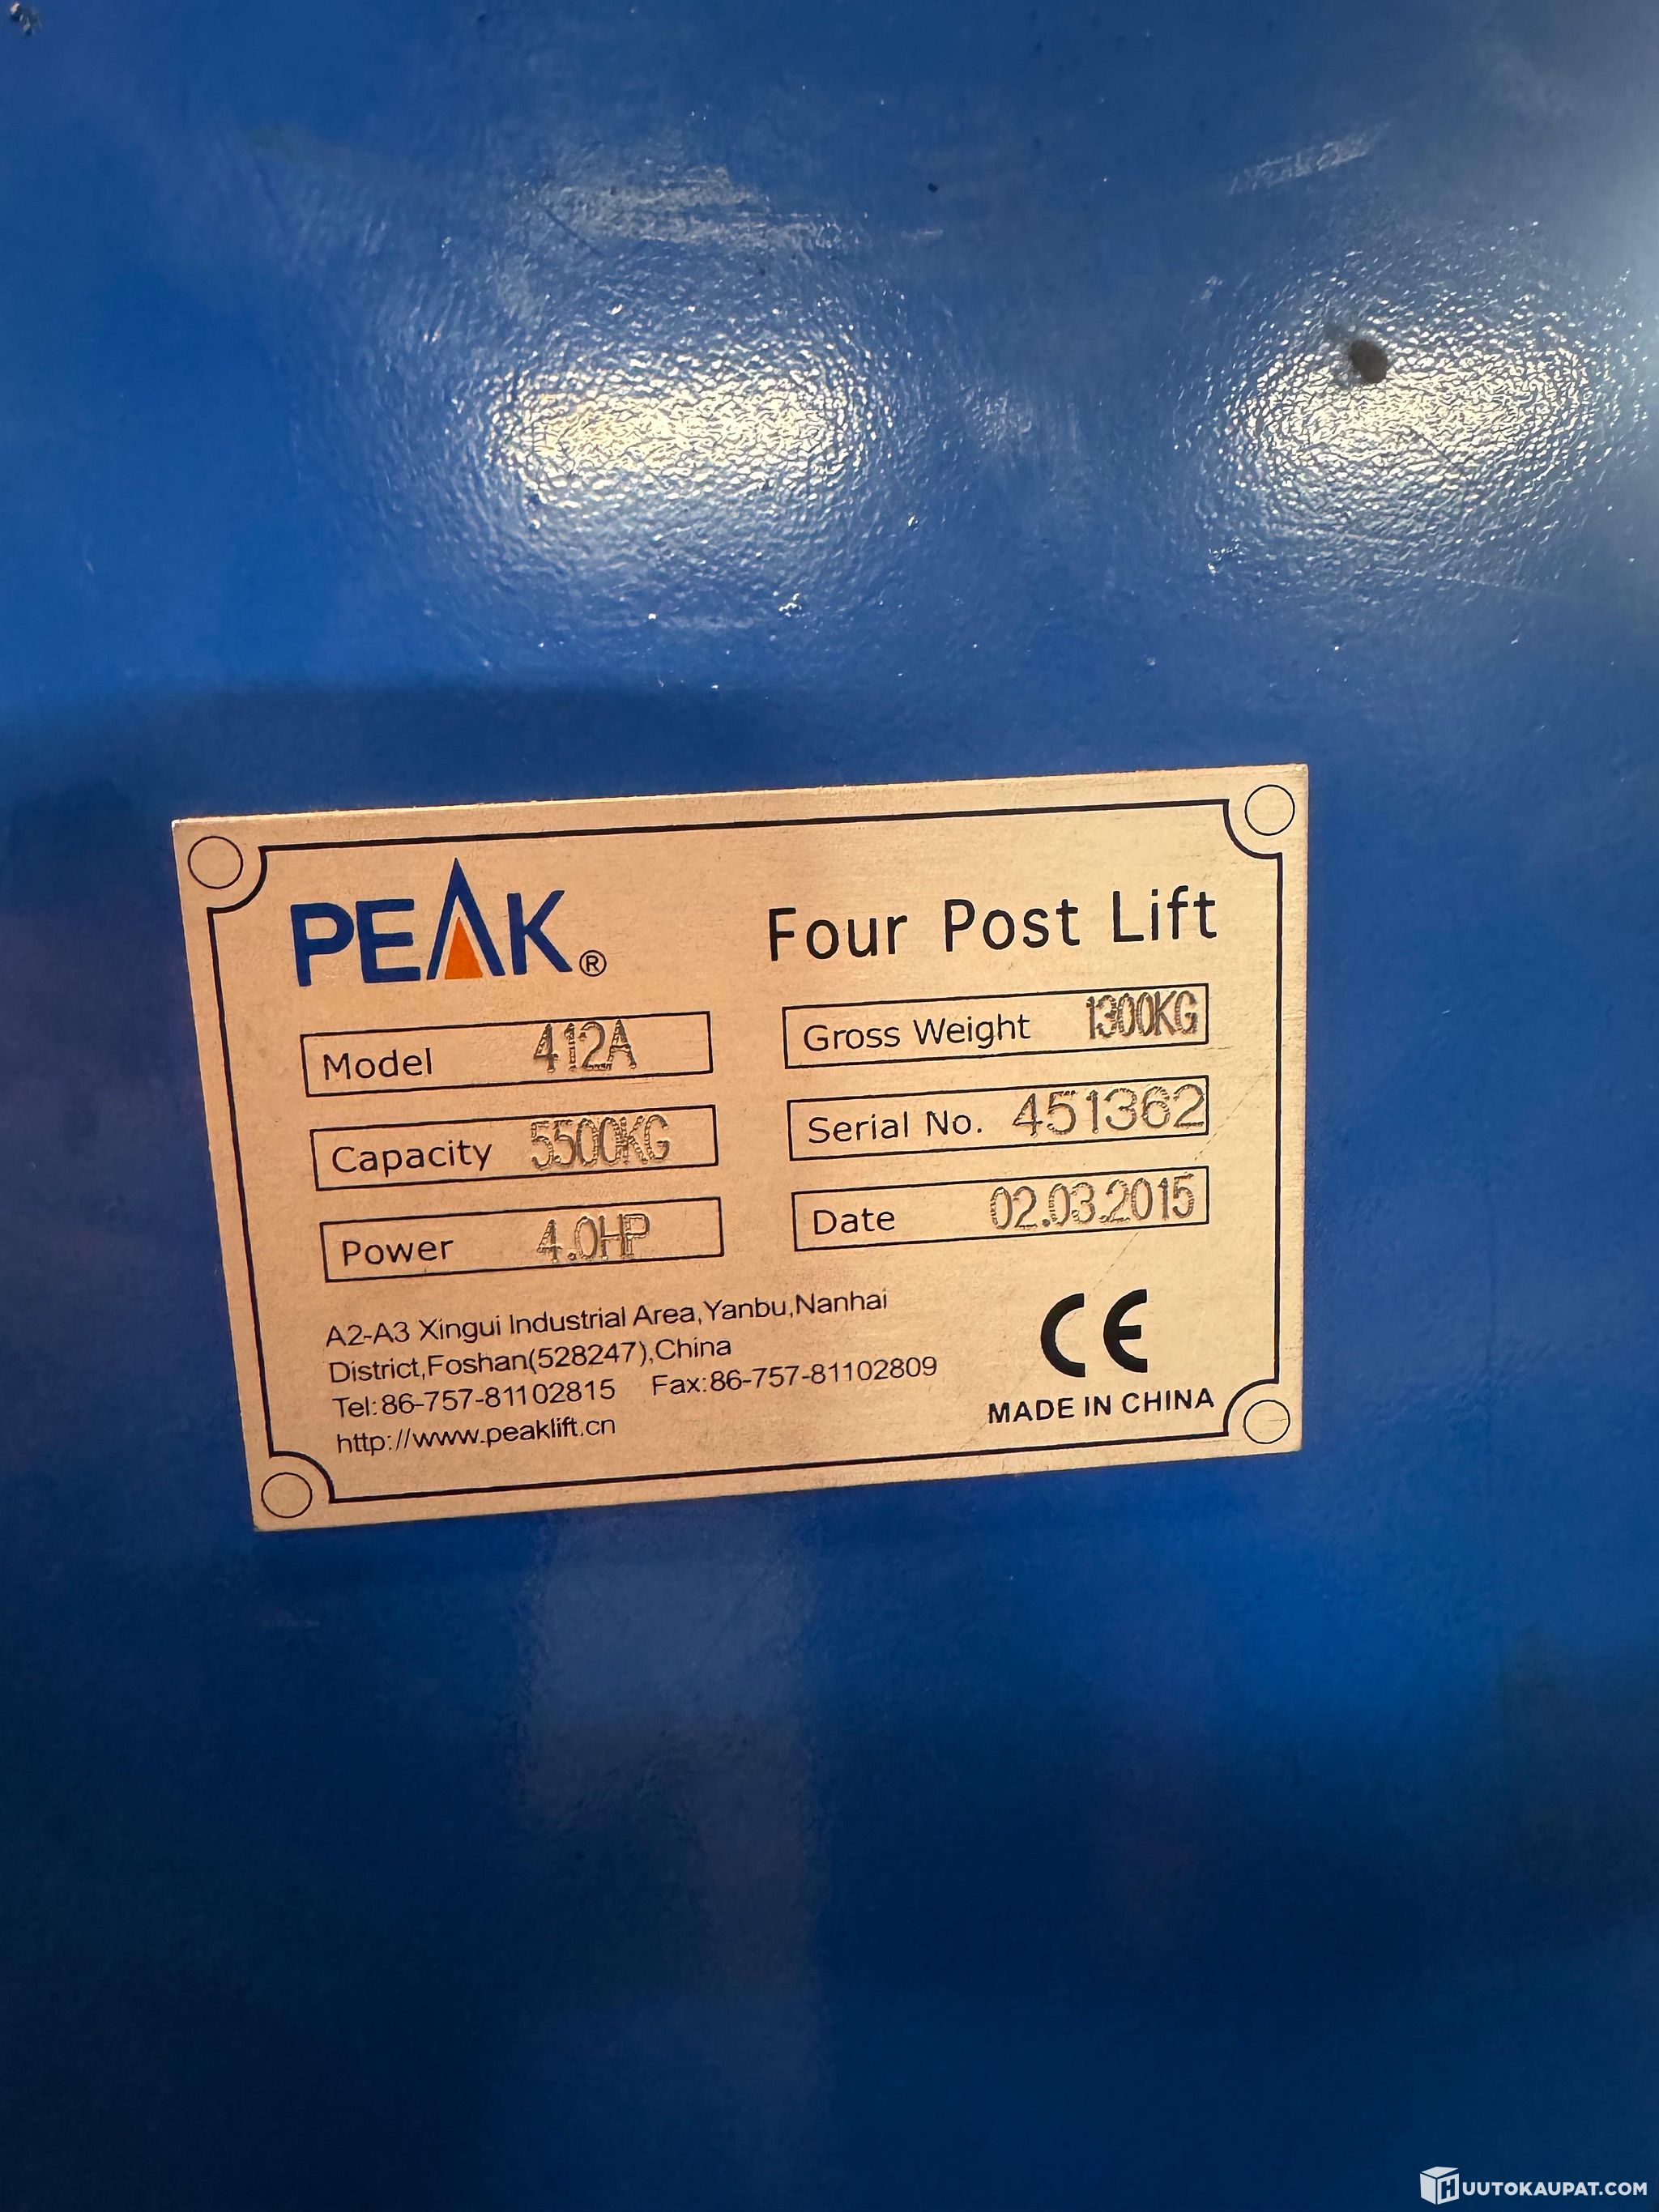 PEAK® Four Post Lift
Model 412A Gross Weight 1300KG
Capacity 5500KG Serial No. 451362
Power 4.0HP Date 02.03.2015
A2-A3 Xingui Industrial Area,Yanbu,Nanhai
District,Foshan(528247),China
Tel:86-757-81102815 Fax:86-757-81102809
http://www.peaklift.cn
CE
MADE IN CHINA
HUUTOKAUPAT.COM